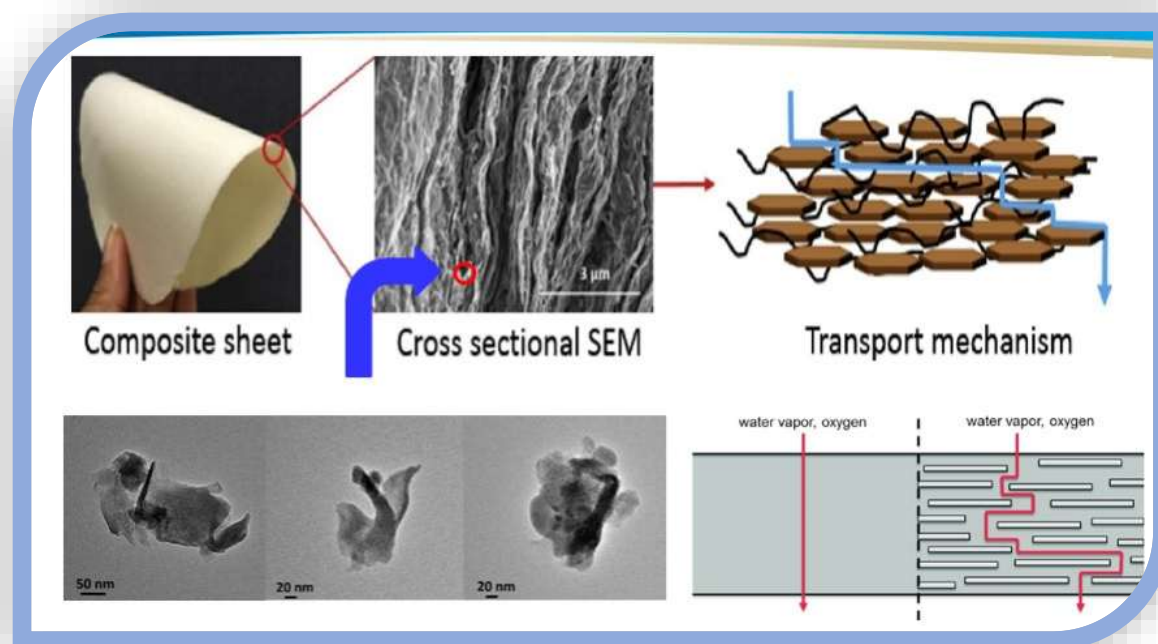 3 µm
Composite sheet
Cross sectional SEM
Transport mechanism
50 nm
20 nm
20 nm
water vapor, oxygen
water vapor, oxygen